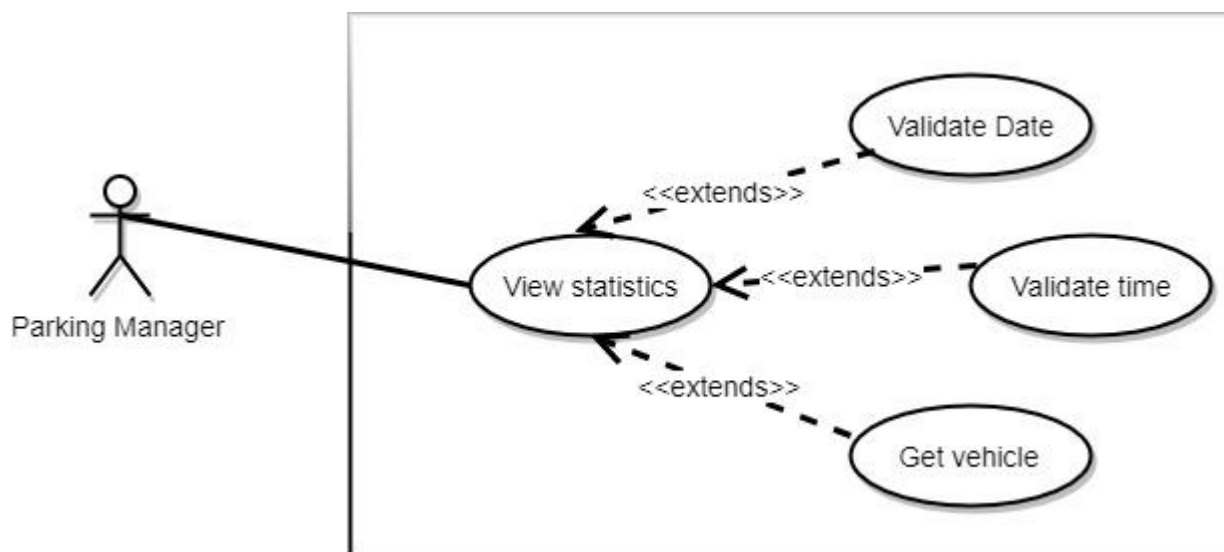 Validate Date
<<extends>>
View statistics
<<extends>>
Validate time
Parking Manager
<<extends>>
Get vehicle